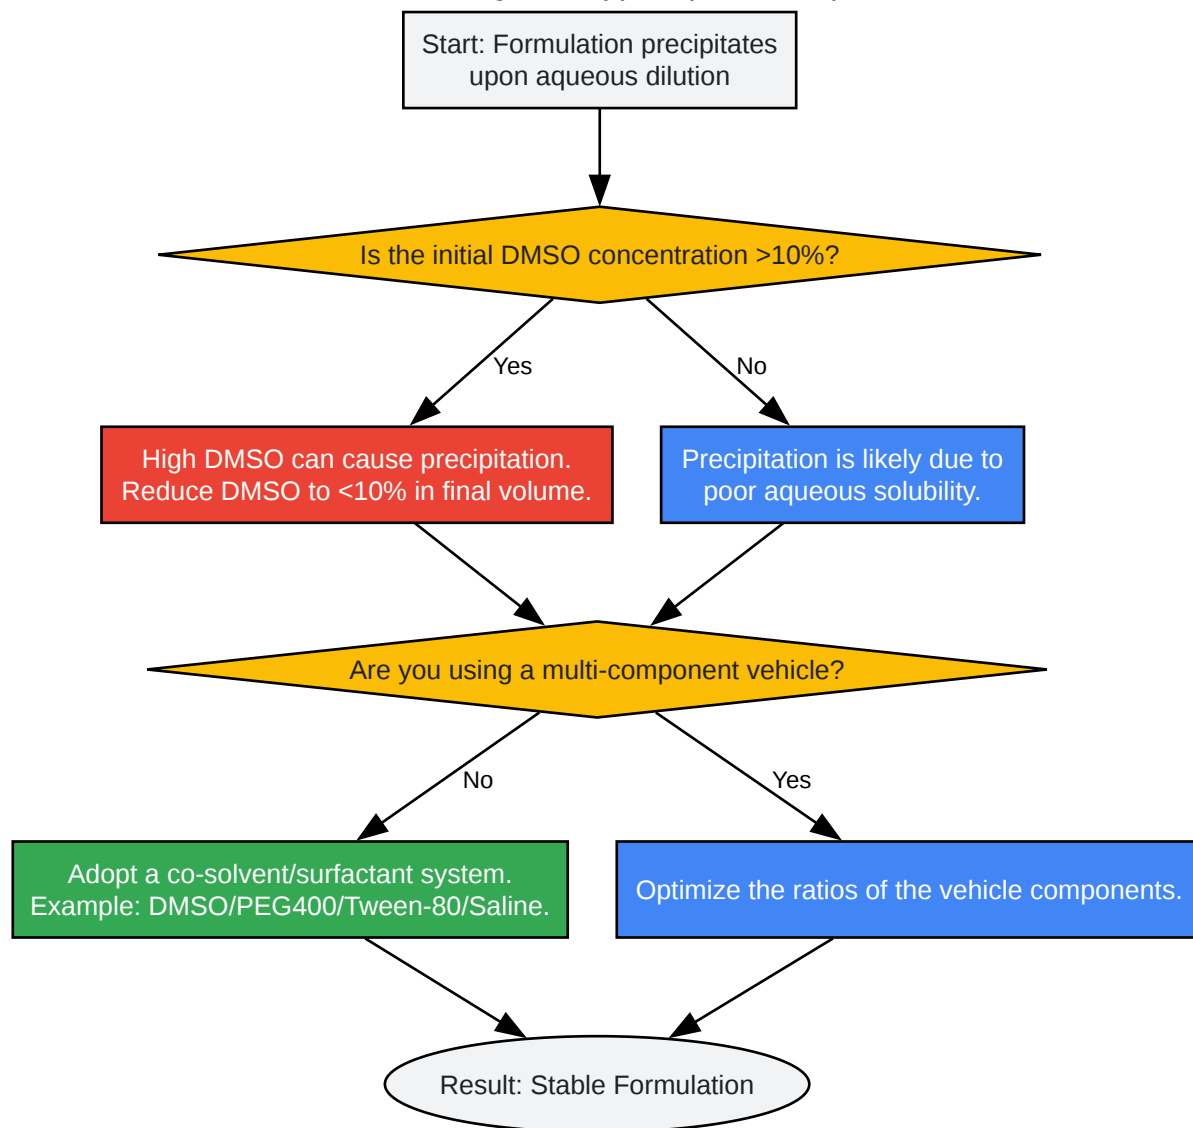 Start: Formulation precipitates
upon aqueous dilution
Is the initial DMSO concentration >10%?
Yes
No
High DMSO can cause precipitation.
Reduce DMSO to <10% in final volume.
Precipitation is likely due to
poor aqueous solubility.
Are you using a multi-component vehicle?
No
Yes
Adopt a co-solvent/surfactant system.
Example: DMSO/PEG400/Tween-80/Saline.
Optimize the ratios of the vehicle components.
Result: Stable Formulation